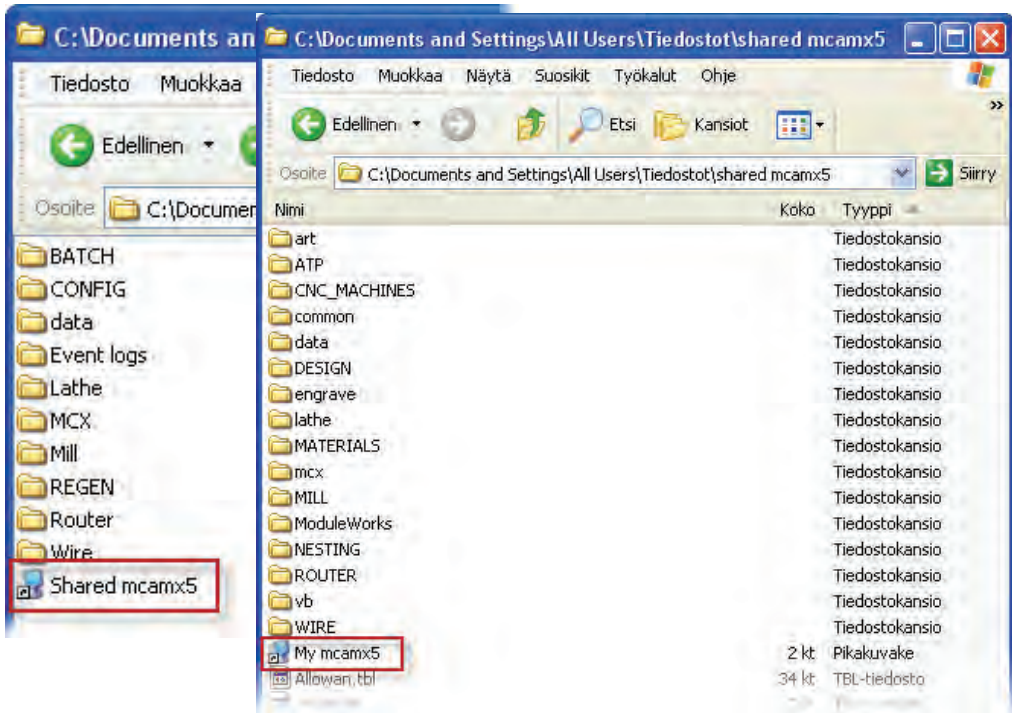 C:\Documents an
Tiedosto Muokkaa
Edellinen
Osoite C:\Documen
BATCH
CONFIG
data
Event logs
Lathe
MCX
Mill
REGEN
Router
Wire
Shared mcamx5
C:\Documents and Settings\All Users\Tiedostot\shared mcamx5
Tiedosto Muokkaa Näytä Suosikit Työkalut Ohje
Edellinen Etsi Kansiot »
Osoite C:\Documents and Settings\All Users\Tiedostot\shared mcamx5 Siirry
Nimi Koko Tyyppi
art Tiedostokansio
ATP Tiedostokansio
CNC_MACHINES Tiedostokansio
common Tiedostokansio
data Tiedostokansio
DESIGN Tiedostokansio
engrave Tiedostokansio
lathe Tiedostokansio
MATERIALS Tiedostokansio
mcx Tiedostokansio
MILL Tiedostokansio
ModuleWorks Tiedostokansio
NESTING Tiedostokansio
ROUTER Tiedostokansio
vb Tiedostokansio
WIRE Tiedostokansio
My mcamx5 2 kt Pikakuvake
Allowan.tbl 34 kt TBL-tiedosto